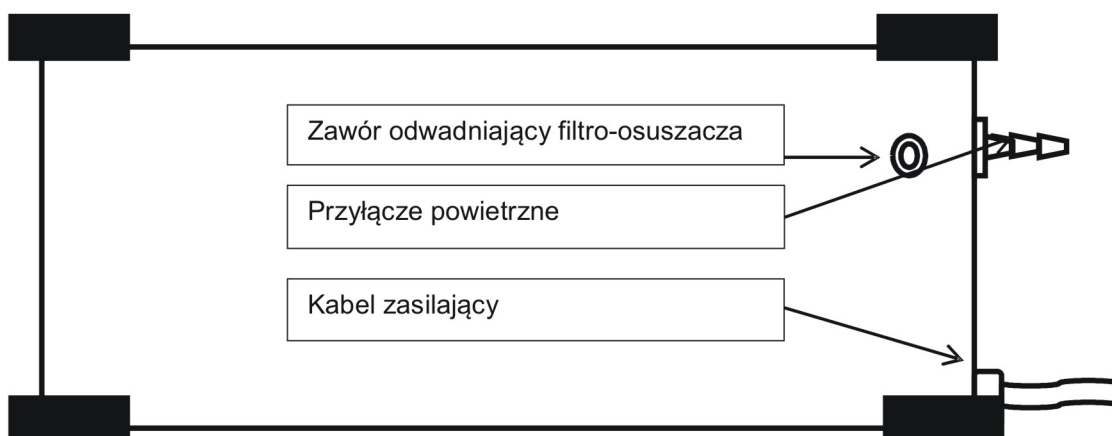 Zawór odwadniający filtro-osuszacza
Przyłącze powietrzne
Kabel zasilający